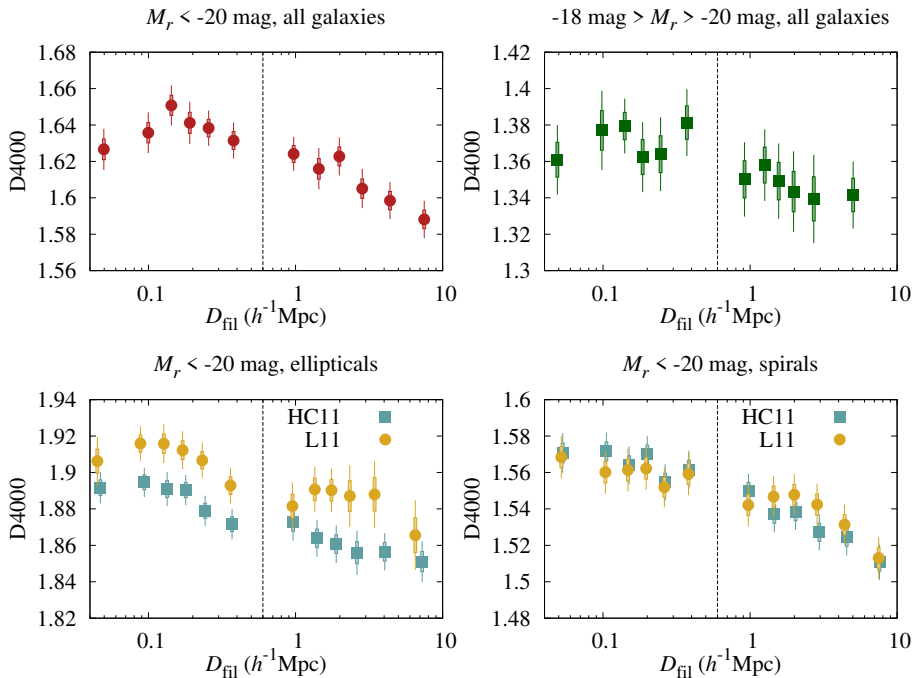 M_r < -20 mag, all galaxies
D4000
1.68
1.66
1.64
1.62
1.6
1.58
1.56
0.1 1 10
D_fil (h⁻¹Mpc)
-18 mag > M_r > -20 mag, all galaxies
D4000
1.42
1.4
1.38
1.36
1.34
1.32
1.3
0.1 1 10
D_fil (h⁻¹Mpc)
M_r < -20 mag, ellipticals
D4000
1.94
1.92
1.9
1.88
1.86
1.84
1.82
HC11
L11
0.1 1 10
D_fil (h⁻¹Mpc)
M_r < -20 mag, spirals
D4000
1.6
1.58
1.56
1.54
1.52
1.5
1.48
HC11
L11
0.1 1 10
D_fil (h⁻¹Mpc)